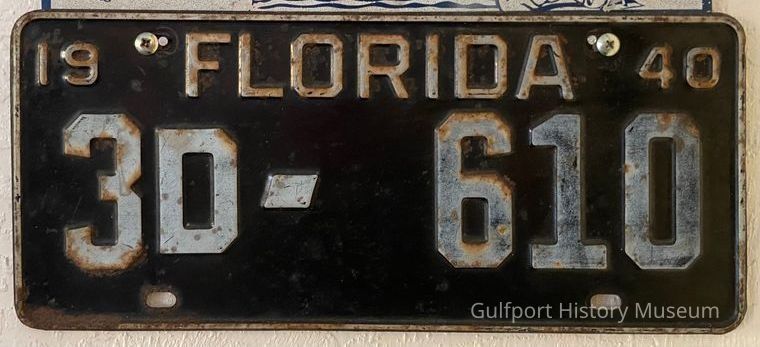 19 FLORIDA 40
3D-610
Gulfport History Museum